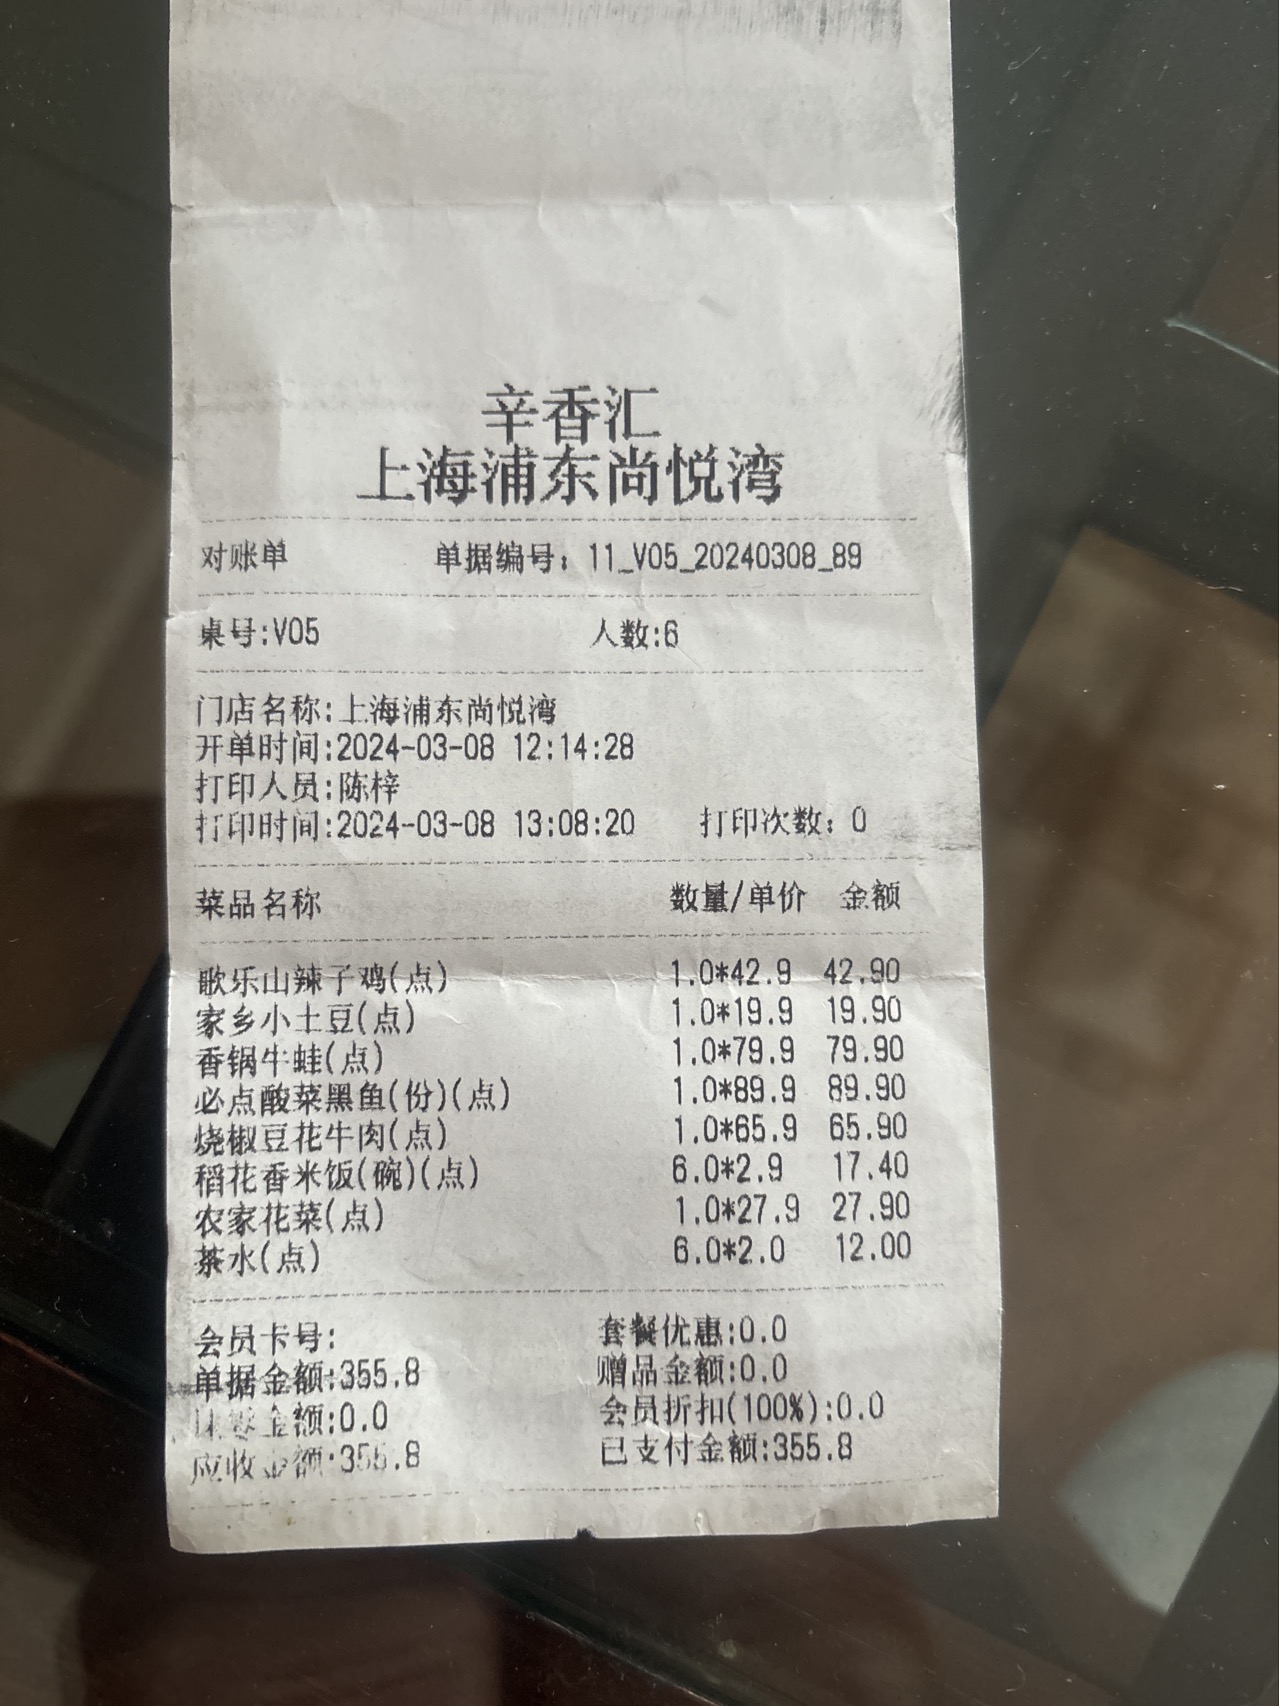 辛香汇
上海浦东尚悦湾
对账单 单据编号：11_V05_20240308_89
桌号:V05 人数:6
门店名称:上海浦东尚悦湾
开单时间:2024-03-08 12:14:28
打印人员:陈梓
打印时间:2024-03-08 13:08:20 打印次数：0
菜品名称 数量/单价 金额
歌乐山辣子鸡(点) 1.0*42.9 42.90
家乡小土豆(点) 1.0*19.9 19.90
香锅牛蛙(点) 1.0*79.9 79.90
必点酸菜黑鱼(份)(点) 1.0*89.9 89.90
烧椒豆花牛肉(点) 1.0*65.9 65.90
稻花香米饭(碗)(点) 6.0*2.9 17.40
农家花菜(点) 1.0*27.9 27.90
茶水(点) 6.0*2.0 12.00
会员卡号: 套餐优惠:0.0
单据金额:355.8 赠品金额:0.0
抹零金额:0.0 会员折扣(100%):0.0
应收金额:355.8 已支付金额:355.8